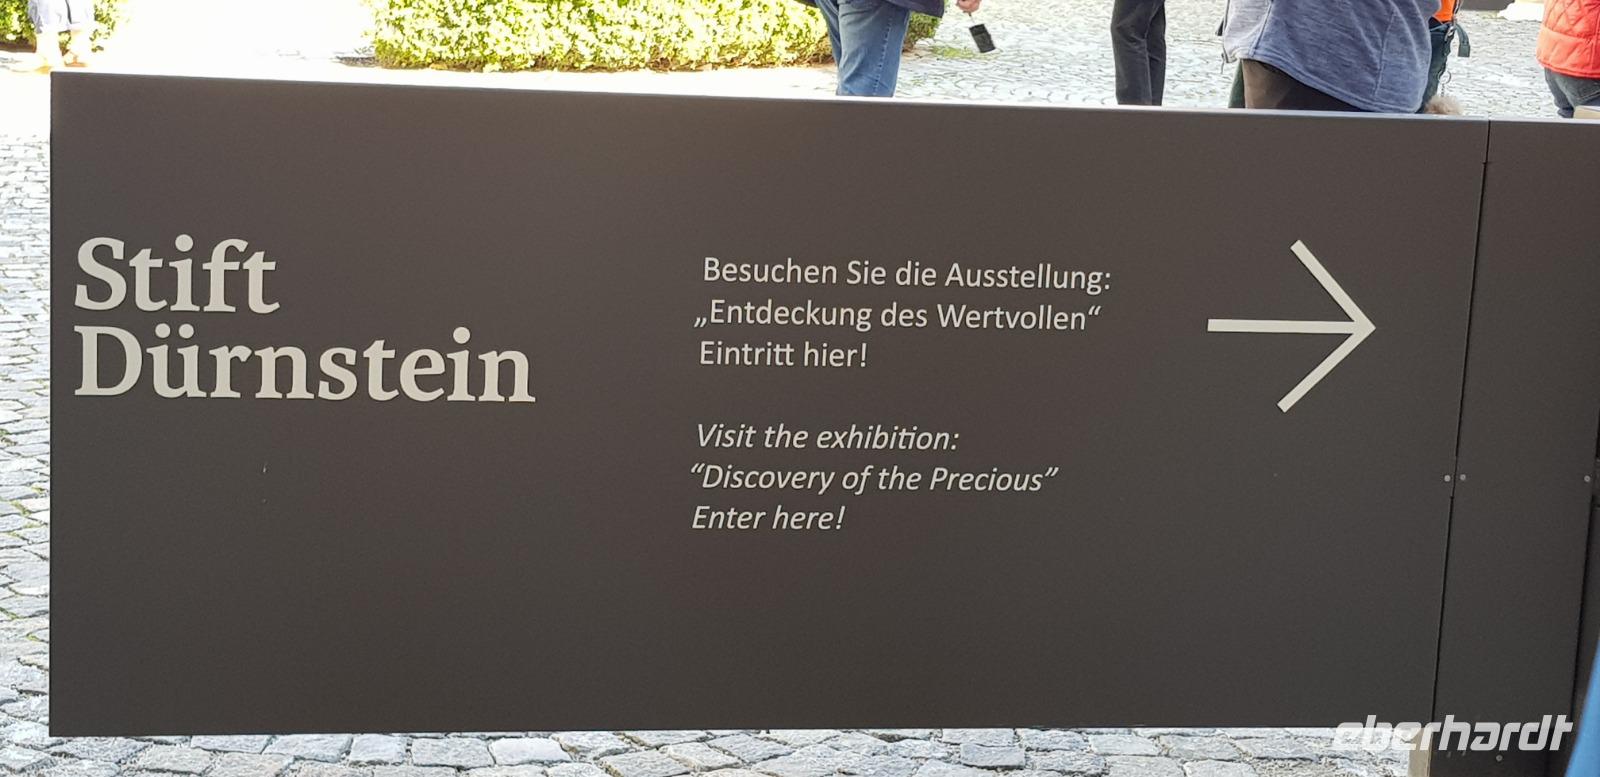 Stift
Dürnstein
Besuchen Sie die Ausstellung:
„Entdeckung des Wertvollen“
Eintritt hier!
Visit the exhibition:
“Discovery of the Precious”
Enter here!
eberhardt